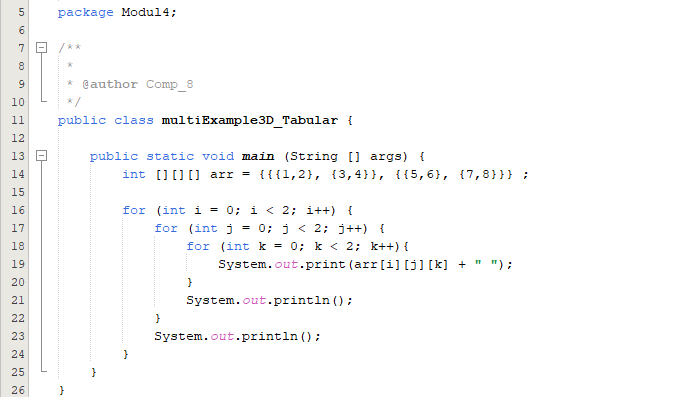 5 package Modul4;
6
7 /**
8  *
9  * @author Comp_8
10  */
11 public class multiExample3D_Tabular {
12
13     public static void main (String [] args) {
14         int [][][] arr = {{{1,2}, {3,4}}, {{5,6}, {7,8}}} ;
15
16         for (int i = 0; i < 2; i++) {
17             for (int j = 0; j < 2; j++) {
18                 for (int k = 0; k < 2; k++){
19                     System.out.print(arr[i][j][k] + " ");
20                 }
21                 System.out.println();
22             }
23             System.out.println();
24         }
25     }
26 }